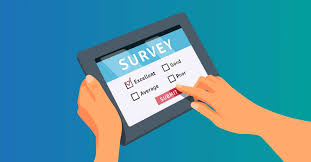 SURVEY
Excellent
Good
Average
Poor
SUBMIT